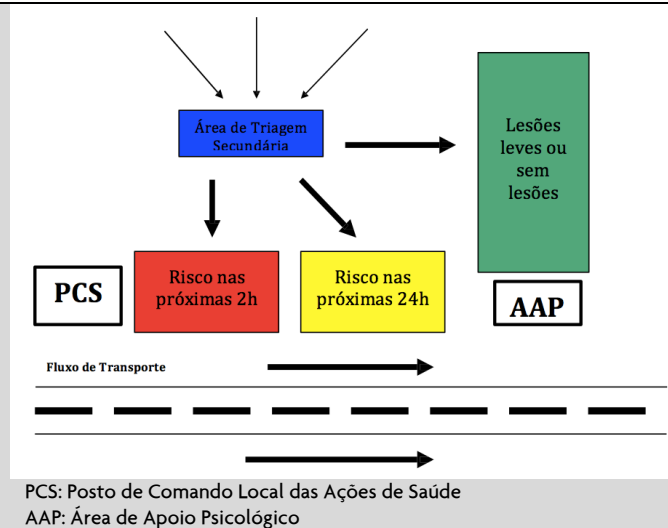 Área de Triagem
Secundária
Lesões
leves ou
sem
lesões
PCS
Risco nas
próximas 2h
Risco nas
próximas 24h
AAP
Fluxo de Transporte
PCS: Posto de Comando Local das Ações de Saúde
AAP: Área de Apoio Psicológico